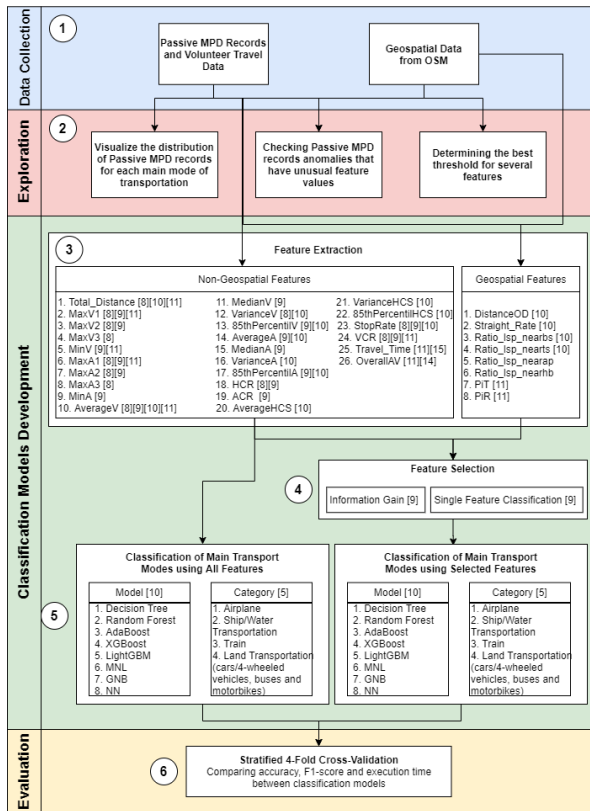 Data Collection
1
Passive MPD Records
and Volunteer Travel
Data
Geospatial Data
from OSM
Exploration
2
Visualize the distribution
of Passive MPD records
for each main mode of
transportation
Checking Passive MPD
records anomalies that
have unusual feature
values
Determining the best
threshold for several
features
Classification Models Development
3
Feature Extraction
Non-Geospatial Features
1. Total_Distance [8][10][11]
2. MaxV1 [8][9][11]
3. MaxV2 [8][9]
4. MaxV3 [8]
5. MinV [9][11]
6. MaxA1 [8][9][11]
7. MaxA2 [8][9]
8. MaxA3 [8]
9. MinA [9]
10. AverageV [8][9][10][11]
11. MedianV [9]
12. VarianceV [8][10]
13. 85thPercentilV [9][10]
14. AverageA [9][10]
15. MedianA [9]
16. VarianceA [10]
17. 85thPercentilA [9][10]
18. HCR [8][9]
19. ACR [9]
20. AverageHCS [10]
21. VarianceHCS [10]
22. 85thPercentilHCS [10]
23. StopRate [8][9][10]
24. VCR [8][9][11]
25. Travel_Time [11][15]
26. OverallAV [11][14]
Geospatial Features
1. DistanceOD [10]
2. Straight_Rate [10]
3. Ratio_lsp_nearbs [10]
4. Ratio_lsp_nearts [10]
5. Ratio_lsp_nearap
6. Ratio_lsp_nearhb
7. PiT [11]
8. PiR [11]
4
Feature Selection
Information Gain [9]
Single Feature Classification [9]
5
Classification of Main Transport
Modes using All Features
Model [10]
1. Decision Tree
2. Random Forest
3. AdaBoost
4. XGBoost
5. LightGBM
6. MNL
7. GNB
8. NN
Category [5]
1. Airplane
2. Ship/Water
Transportation
3. Train
4. Land Transportation
(cars/4-wheeled
vehicles, buses and
motorbikes)
Classification of Main Transport
Modes using Selected Features
Model [10]
1. Decision Tree
2. Random Forest
3. AdaBoost
4. XGBoost
5. LightGBM
6. MNL
7. GNB
8. NN
Category [5]
1. Airplane
2. Ship/Water
Transportation
3. Train
4. Land Transportation
(cars/4-wheeled
vehicles, buses and
motorbikes)
Evaluation
6
Stratified 4-Fold Cross-Validation
Comparing accuracy, F1-score and execution time
between classification models